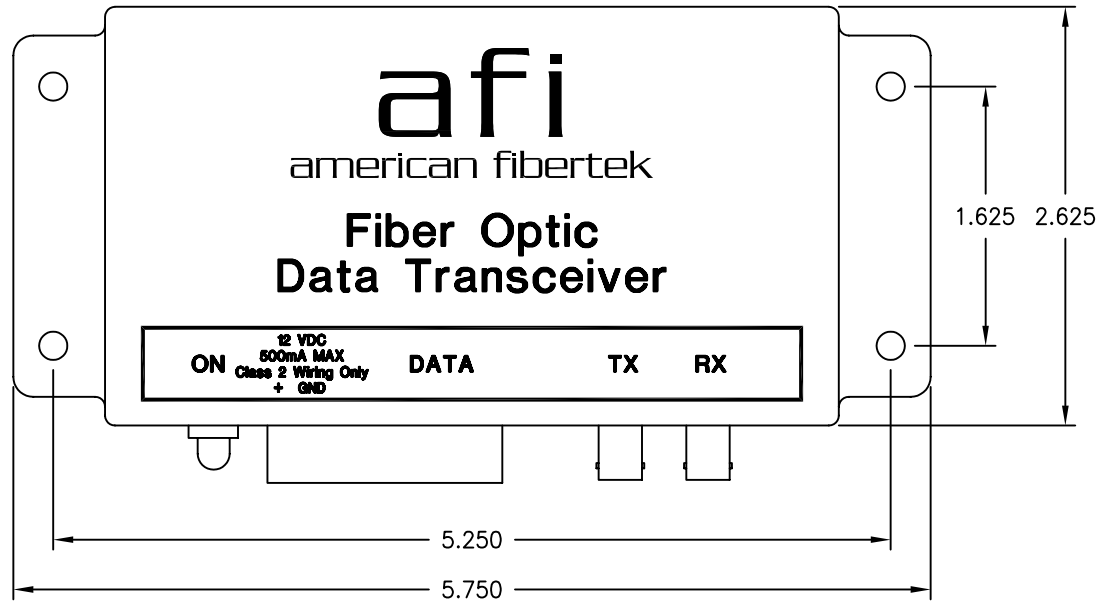 afi
american fibertek
Fiber Optic
Data Transceiver
1.625 2.625
12 VDC
500mA MAX
ON Class 2 Wiring Only DATA TX RX
+ GND
5.250
5.750